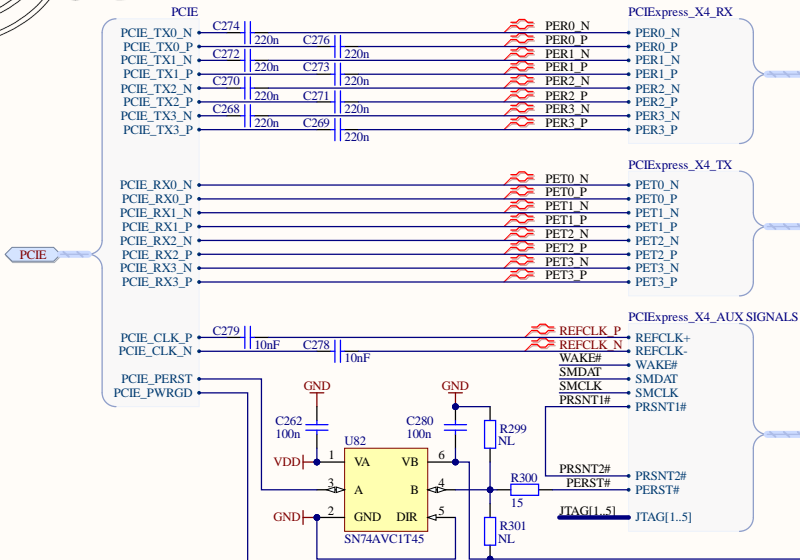 PCIE
PCIExpress_X4_RX
PCIE_TX0_N C274 220n PER0_N PER0_N
PCIE_TX0_P C276 220n PER0_P PER0_P
PCIE_TX1_N C272 220n PER1_N PER1_N
PCIE_TX1_P C273 220n PER1_P PER1_P
PCIE_TX2_N C270 220n PER2_N PER2_N
PCIE_TX2_P C271 220n PER2_P PER2_P
PCIE_TX3_N C268 220n PER3_N PER3_N
PCIE_TX3_P C269 220n PER3_P PER3_P
PCIExpress_X4_TX
PCIE_RX0_N PET0_N PET0_N
PCIE_RX0_P PET0_P PET0_P
PCIE_RX1_N PET1_N PET1_N
PCIE_RX1_P PET1_P PET1_P
PCIE_RX2_N PET2_N PET2_N
PCIE_RX2_P PET2_P PET2_P
PCIE_RX3_N PET3_N PET3_N
PCIE_RX3_P PET3_P PET3_P
PCIE
PCIExpress_X4_AUX SIGNALS
PCIE_CLK_P C279 10nF REFCLK_P REFCLK+
PCIE_CLK_N C278 10nF REFCLK_N REFCLK-
WAKE# WAKE#
PCIE_PERST SMDAT SMDAT
PCIE_PWRGD GND GND SMCLK SMCLK
PRSNT1# PRSNT1#
C262 C280 R299
100n 100n NL
U82
VDD 1 VA VB 6
PRSNT2# PRSNT2#
3 A B 4 R300 PERST# PERST#
15
GND 2 GND DIR 5 JTAG[1..5] JTAG[1..5]
R301
NL
SN74AVC1T45